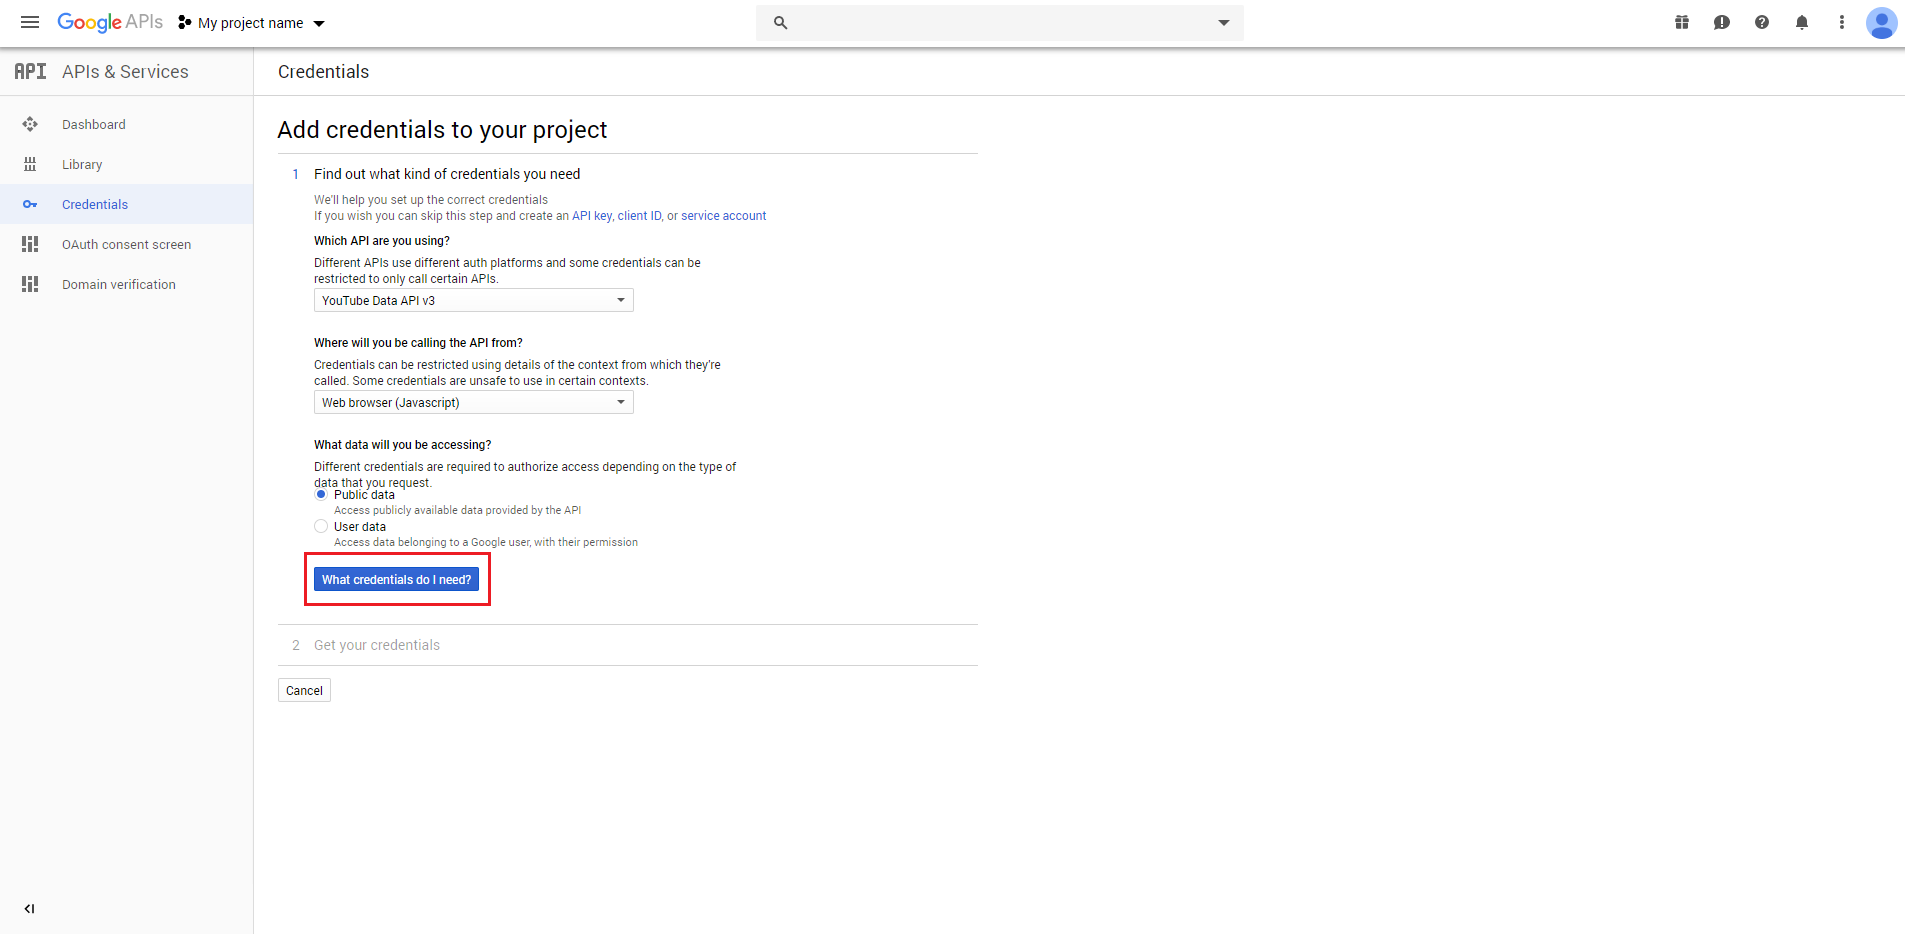 Google APIs
My project name
API APIs & Services
Credentials
Dashboard
Library
Credentials
OAuth consent screen
Domain verification
Add credentials to your project
1 Find out what kind of credentials you need
We'll help you set up the correct credentials
If you wish you can skip this step and create an API key, client ID, or service account
Which API are you using?
Different APIs use different auth platforms and some credentials can be
restricted to only call certain APIs.
YouTube Data API v3
Where will you be calling the API from?
Credentials can be restricted using details of the context from which they're
called. Some credentials are unsafe to use in certain contexts.
Web browser (Javascript)
What data will you be accessing?
Different credentials are required to authorize access depending on the type of
data that you request.
Public data
Access publicly available data provided by the API
User data
Access data belonging to a Google user, with their permission
What credentials do I need?
2 Get your credentials
Cancel